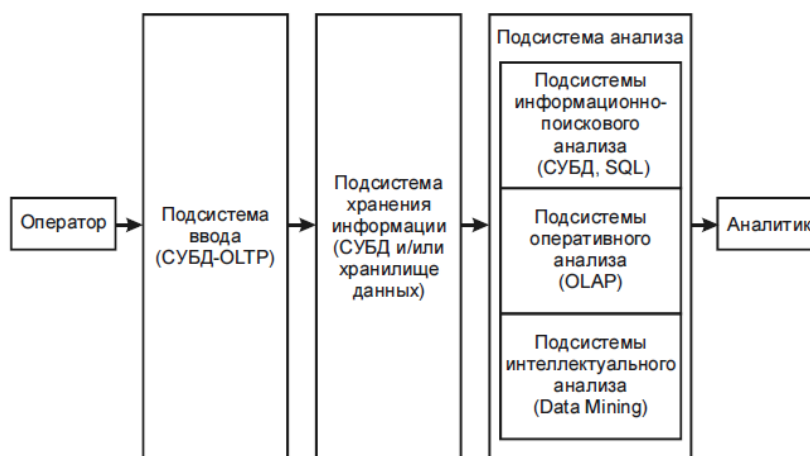 Оператор
Подсистема
ввода
(СУБД-OLTP)
Подсистема
хранения
информации
(СУБД и/или
хранилище
данных)
Подсистема анализа
Подсистемы
информационно-
поискового
анализа
(СУБД, SQL)
Подсистемы
оперативного
анализа
(OLAP)
Подсистемы
интеллектуального
анализа
(Data Mining)
Аналитик